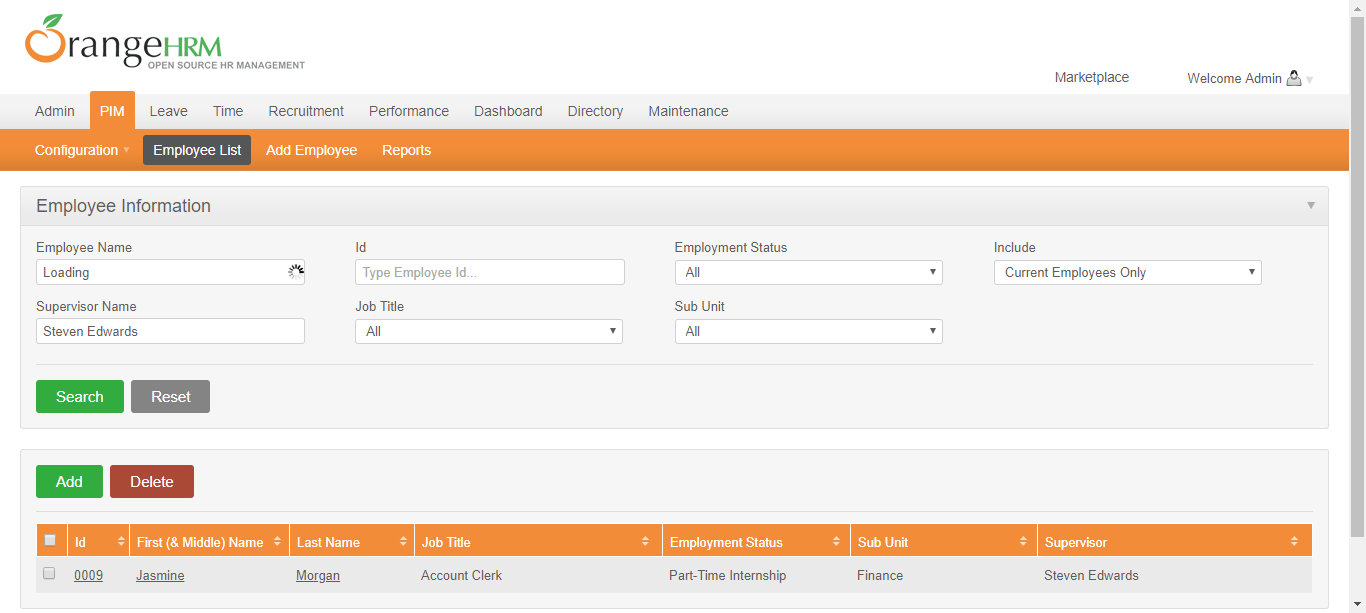 OrangeHRM
OPEN SOURCE HR MANAGEMENT
Marketplace Welcome Admin
Admin PIM Leave Time Recruitment Performance Dashboard Directory Maintenance
Configuration Employee List Add Employee Reports
Employee Information
Employee Name Id Employment Status Include
Loading Type Employee Id... All Current Employees Only
Supervisor Name Job Title Sub Unit
Steven Edwards All All
Search Reset
Add Delete
Id First (& Middle) Name Last Name Job Title Employment Status Sub Unit Supervisor
0009 Jasmine Morgan Account Clerk Part-Time Internship Finance Steven Edwards